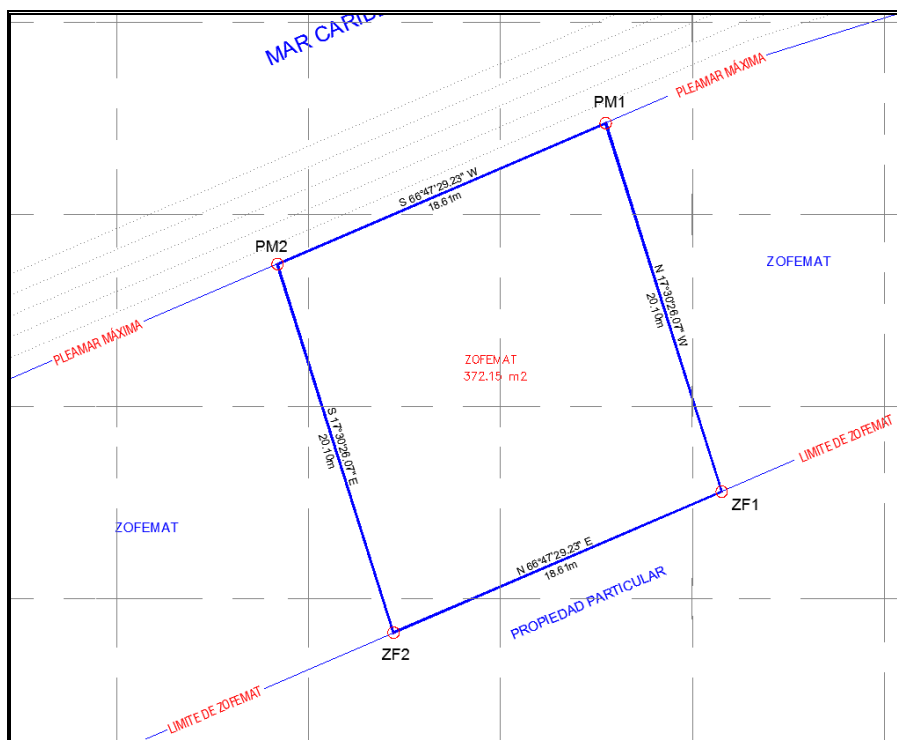 MAR CARIB
PLEAMAR MÁXIMA
PM1
S 66°47'29.23" W
18.61m
PM2
ZOFEMAT
N 17°30'26.07" W
20.10m
PLEAMAR MÁXIMA
ZOFEMAT
372.15 m2
S 17°30'26.07" E
20.10m
LIMITE DE ZOFEMAT
ZF1
ZOFEMAT
N 66°47'29.23" E
18.61m
PROPIEDAD PARTICULAR
ZF2
LIMITE DE ZOFEMAT